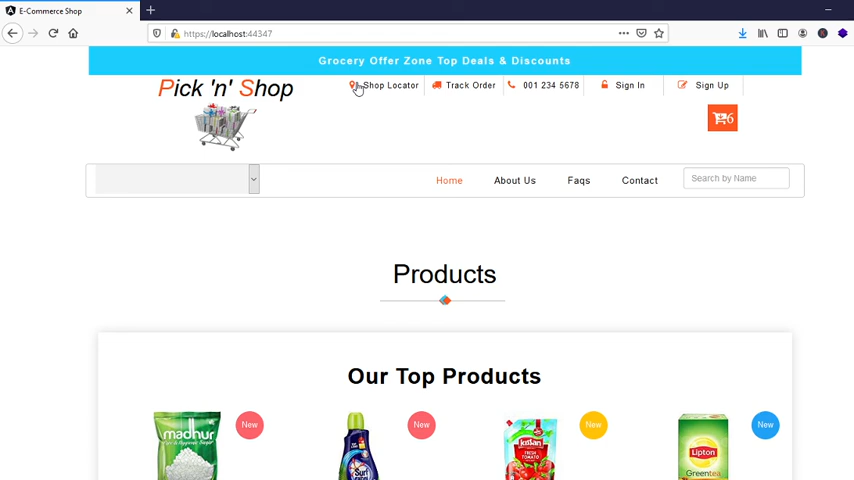 E-Commerce Shop
https://localhost:44347
Grocery Offer Zone Top Deals & Discounts
Pick 'n' Shop
Shop Locator
Track Order
001 234 5678
Sign In
Sign Up
6
Home
About Us
Faqs
Contact
Search by Name
Products
Our Top Products
New
New
New
New
madhur
Surf
Kissan
FRESH
TOMATO
Lipton
Greentea